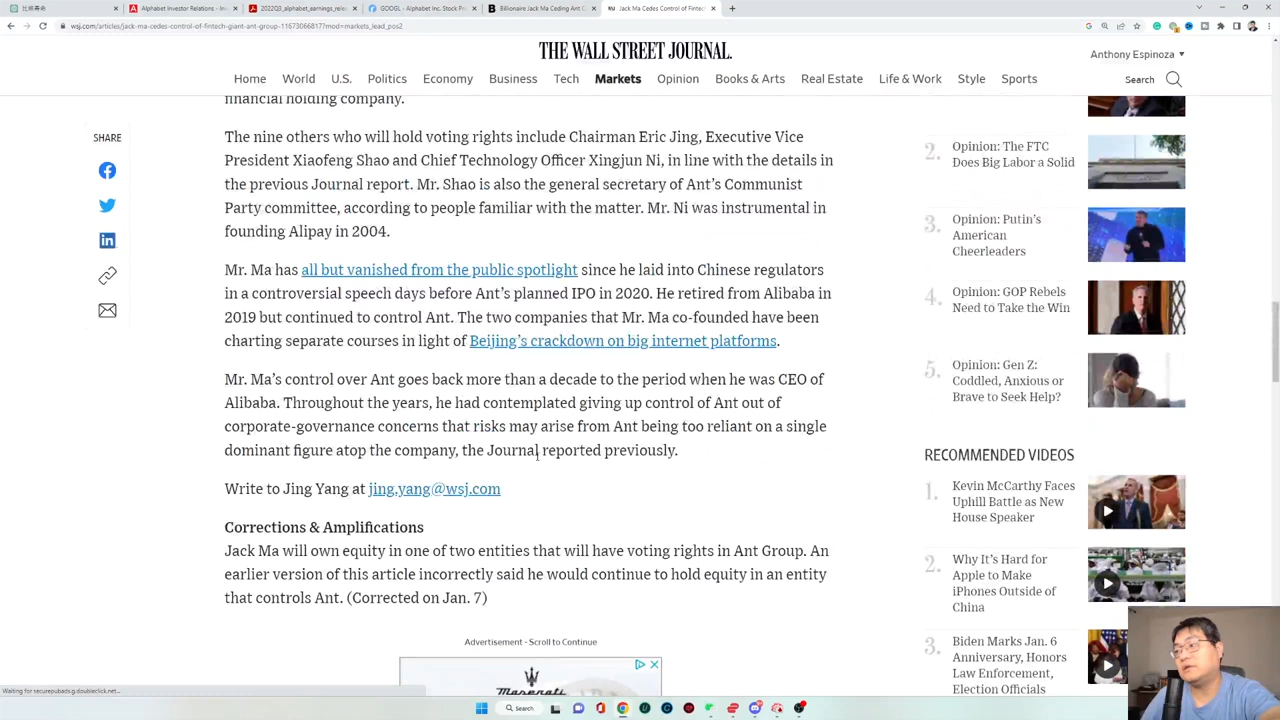 比亚寿命
Alphabet Investor Relations - Inv
2022Q3_alphabet_earnings_rele
GOOGL - Alphabet Inc. Stock Pr
Billionaire Jack Ma Ceding Ant C
Jack Ma Cedes Control of Fintech
wsj.com/articles/jack-ma-cedes-control-of-fintech-giant-ant-group-11673066817?mod=markets_lead_pos2
THE WALL STREET JOURNAL.
Anthony Espinoza
Home World U.S. Politics Economy Business Tech Markets Opinion Books & Arts Real Estate Life & Work Style Sports
Search
financial holding company.
SHARE
The nine others who will hold voting rights include Chairman Eric Jing, Executive Vice
President Xiaofeng Shao and Chief Technology Officer Xingjun Ni, in line with the details in
the previous Journal report. Mr. Shao is also the general secretary of Ant's Communist
Party committee, according to people familiar with the matter. Mr. Ni was instrumental in
founding Alipay in 2004.
Mr. Ma has all but vanished from the public spotlight since he laid into Chinese regulators
in a controversial speech days before Ant's planned IPO in 2020. He retired from Alibaba in
2019 but continued to control Ant. The two companies that Mr. Ma co-founded have been
charting separate courses in light of Beijing's crackdown on big internet platforms.
Mr. Ma's control over Ant goes back more than a decade to the period when he was CEO of
Alibaba. Throughout the years, he had contemplated giving up control of Ant out of
corporate-governance concerns that risks may arise from Ant being too reliant on a single
dominant figure atop the company, the Journal reported previously.
Write to Jing Yang at jing.yang@wsj.com
Corrections & Amplifications
Jack Ma will own equity in one of two entities that will have voting rights in Ant Group. An
earlier version of this article incorrectly said he would continue to hold equity in an entity
that controls Ant. (Corrected on Jan. 7)
Advertisement - Scroll to Continue
MASERATI
2. Opinion: The FTC
Does Big Labor a Solid
3. Opinion: Putin's
American
Cheerleaders
4. Opinion: GOP Rebels
Need to Take the Win
5. Opinion: Gen Z:
Coddled, Anxious or
Brave to Seek Help?
RECOMMENDED VIDEOS
1. Kevin McCarthy Faces
Uphill Battle as New
House Speaker
2. Why It's Hard for
Apple to Make
iPhones Outside of
China
3. Biden Marks Jan. 6
Anniversary, Honors
Law Enforcement,
Election Officials
Waiting for securepubads.g.doubleclick.net...
Search